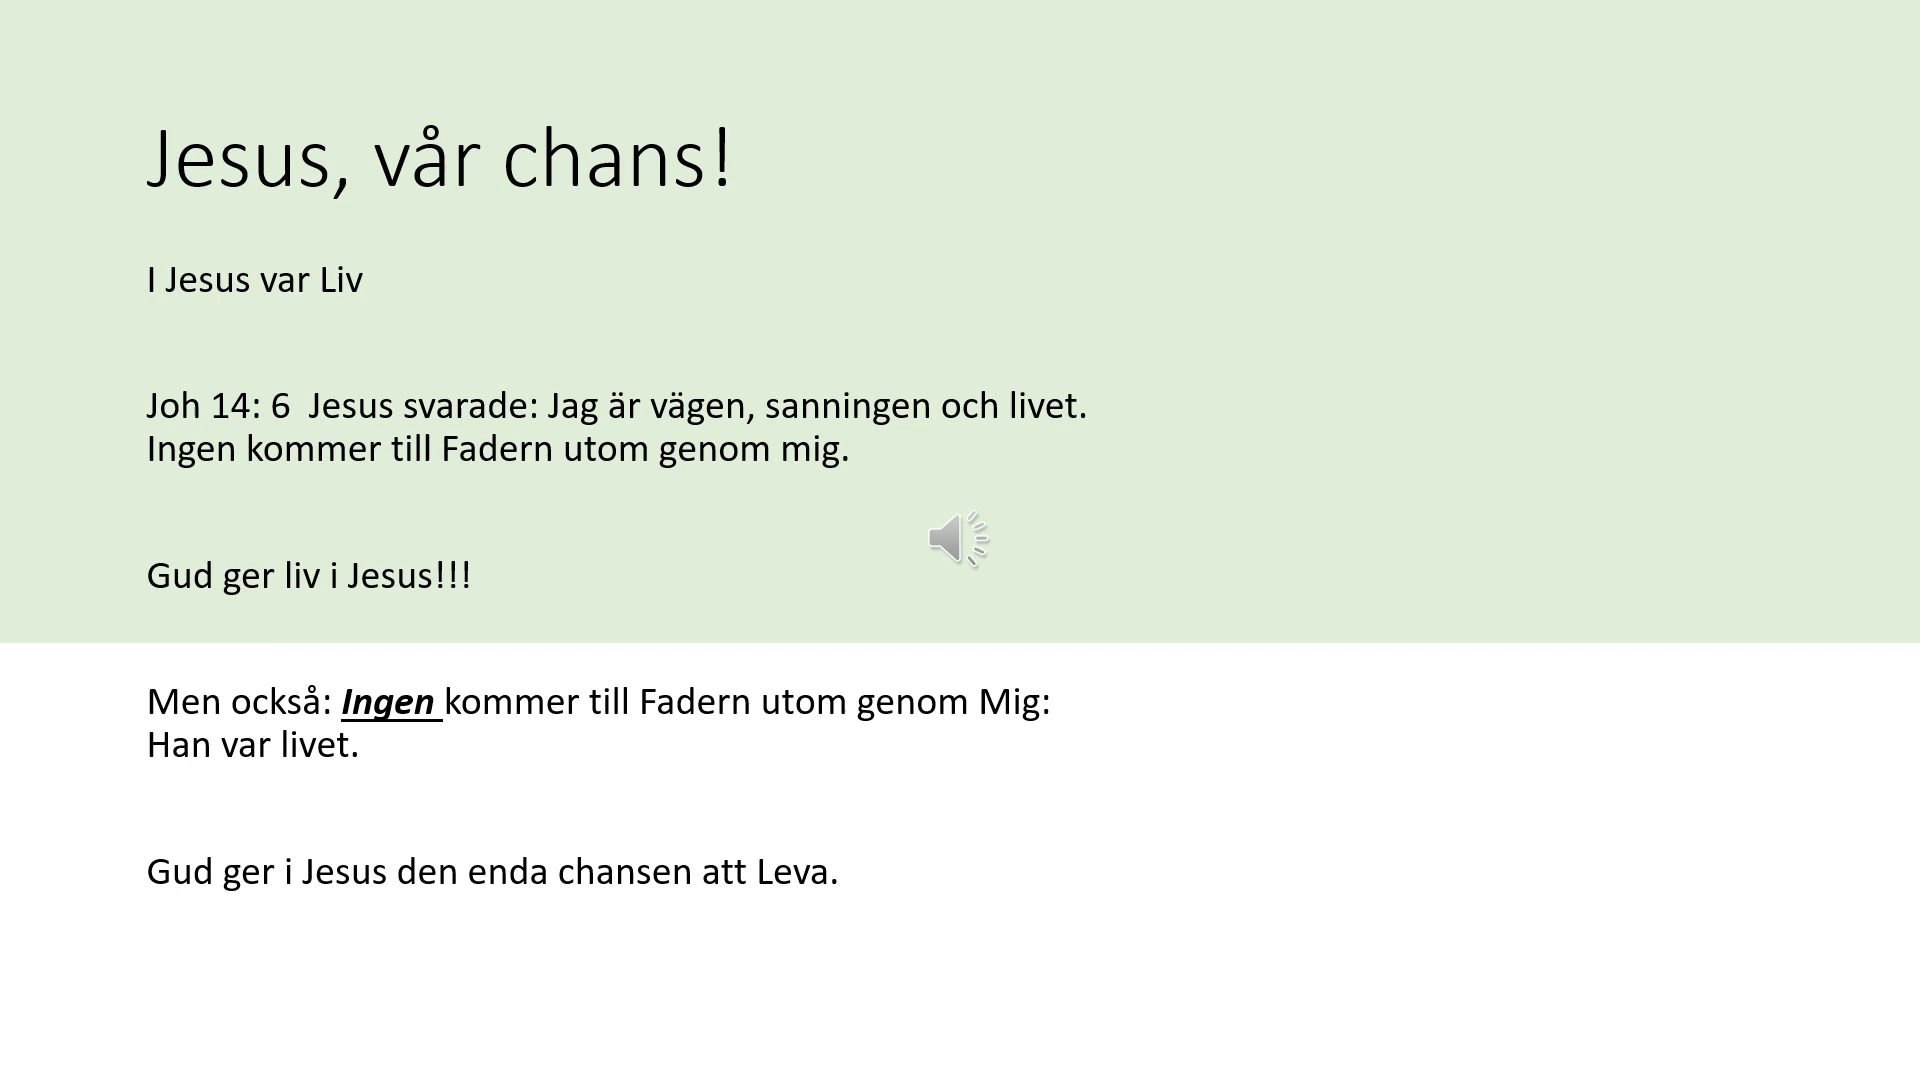 Jesus, vår chans!
I Jesus var Liv
Joh 14: 6  Jesus svarade: Jag är vägen, sanningen och livet.
Ingen kommer till Fadern utom genom mig.
Gud ger liv i Jesus!!!
Men också: Ingen kommer till Fadern utom genom Mig:
Han var livet.
Gud ger i Jesus den enda chansen att Leva.